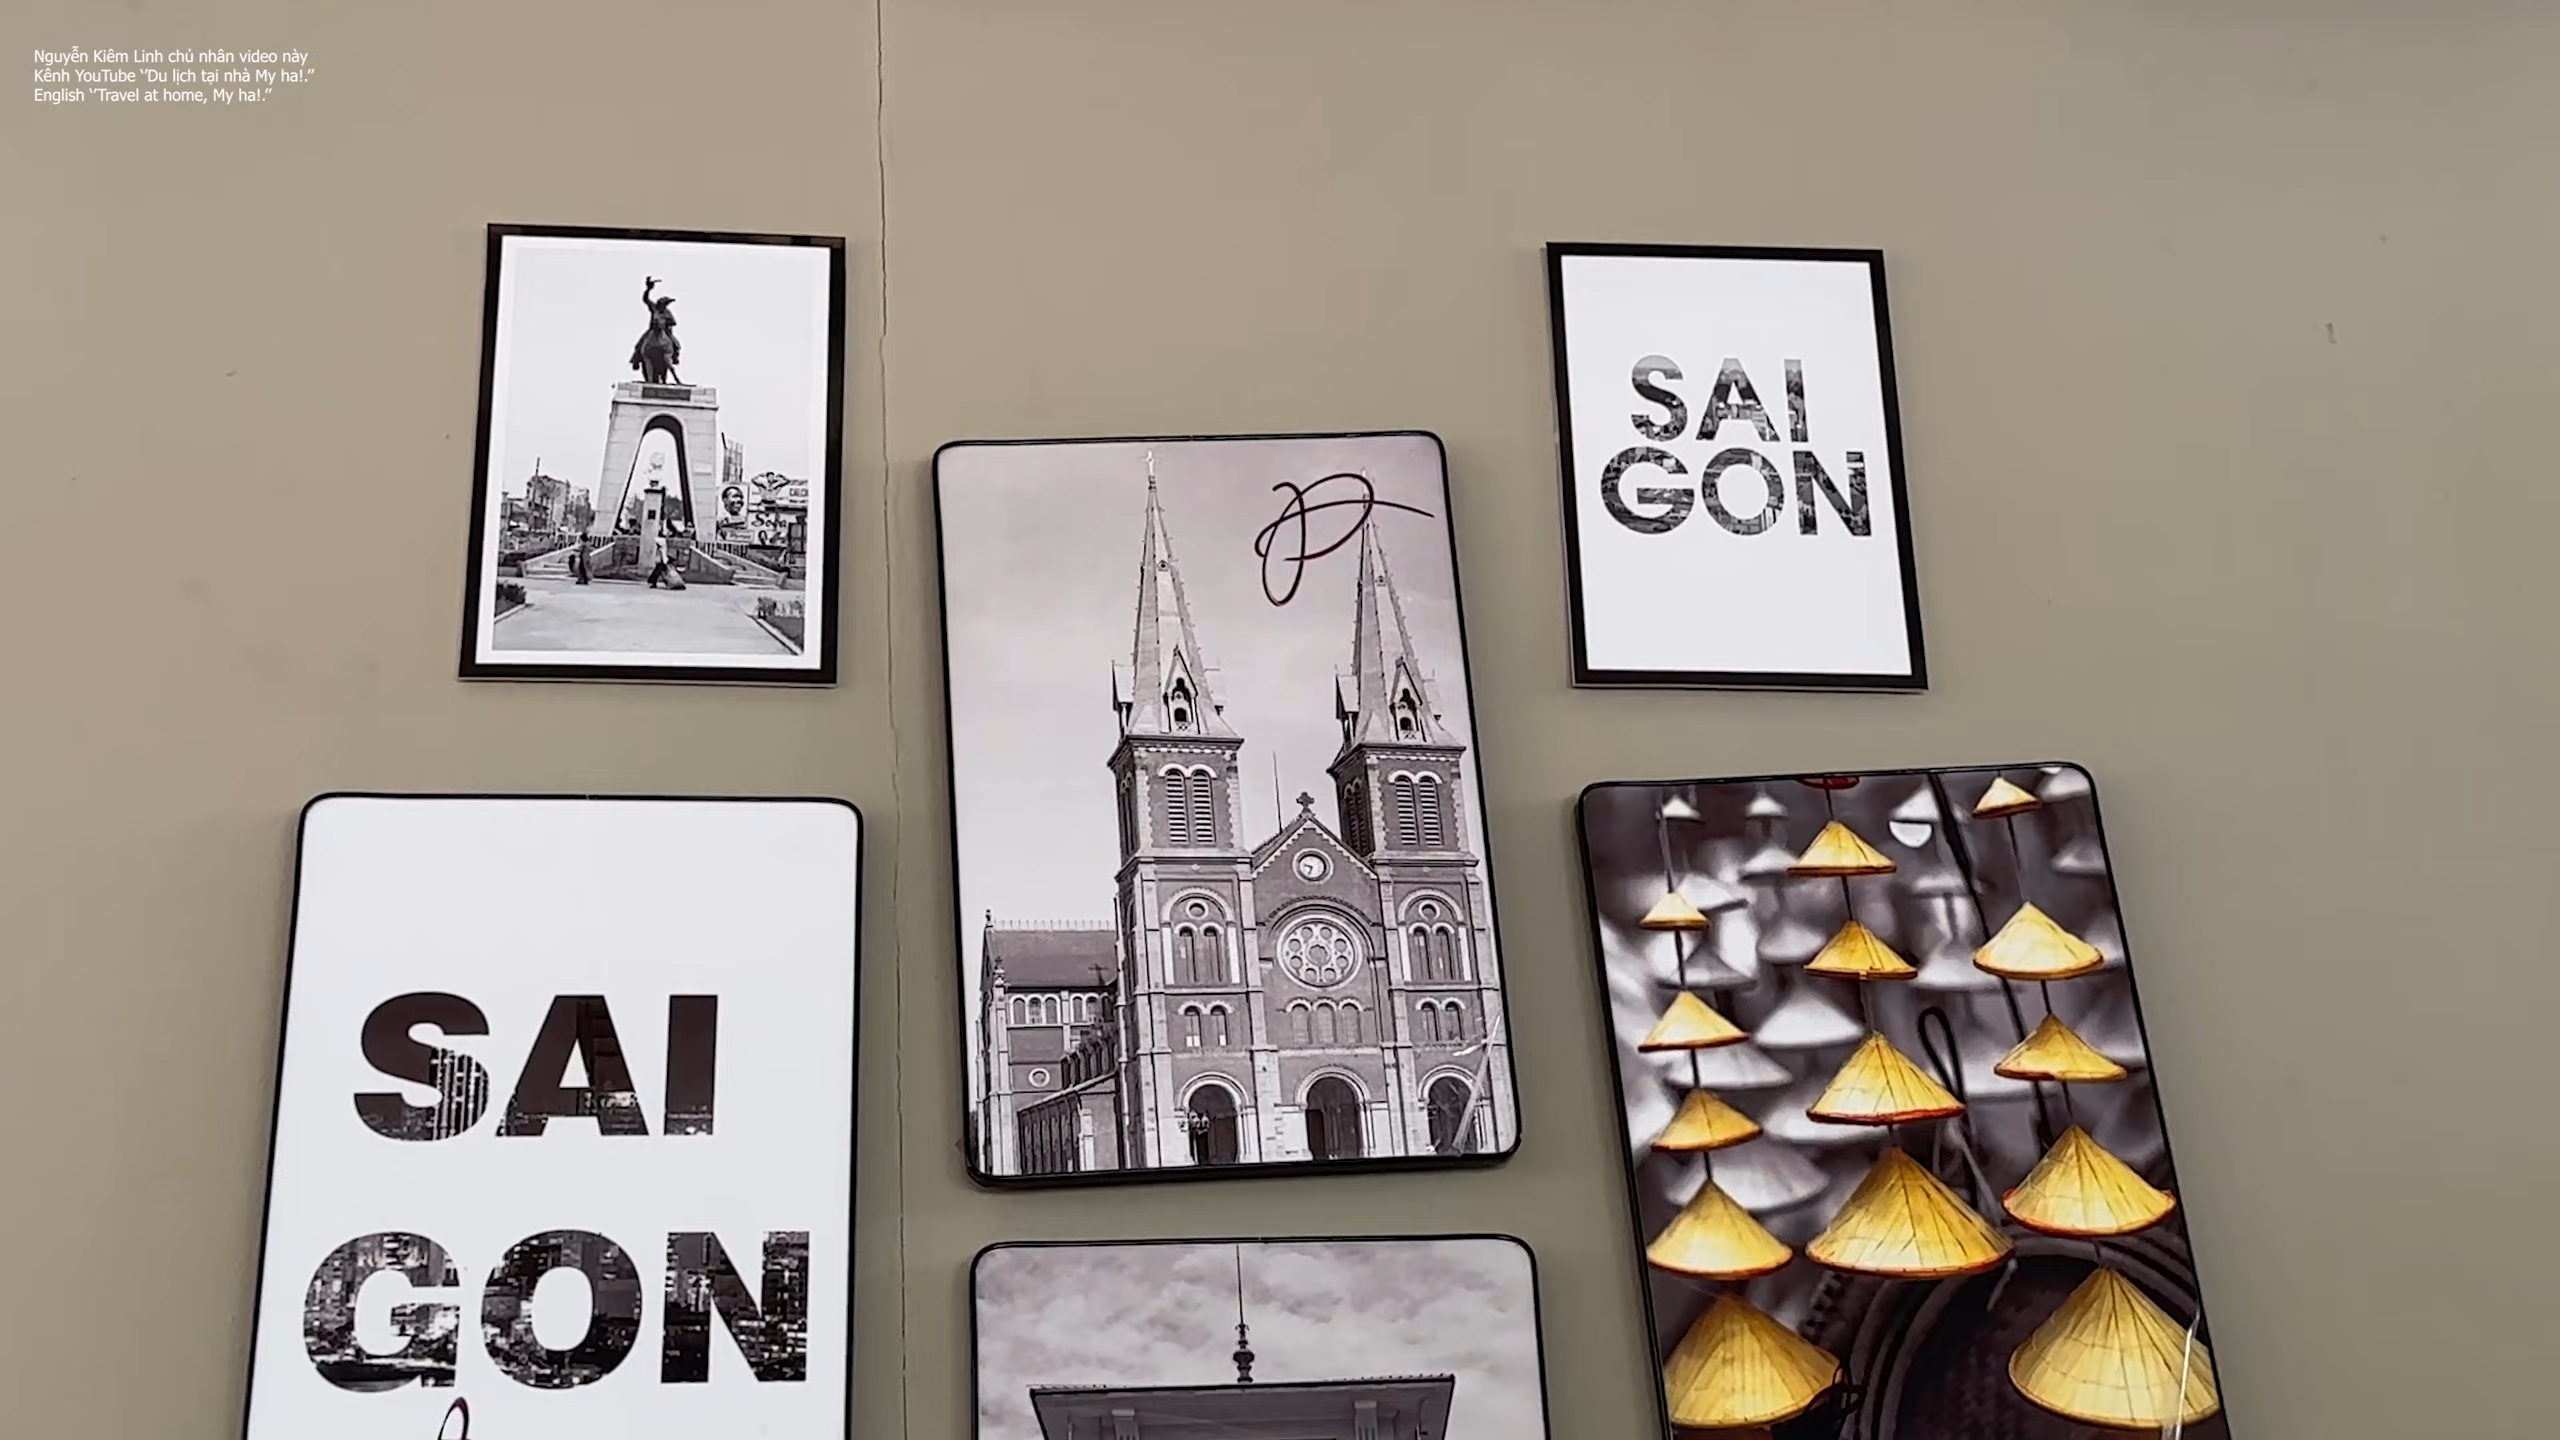 Nguyễn Kiêm Linh chủ nhân video này
Kênh YouTube “Du lịch tại nhà My ha!.”
English “Travel at home, My ha!.”
SAI
GON
SAI
GON